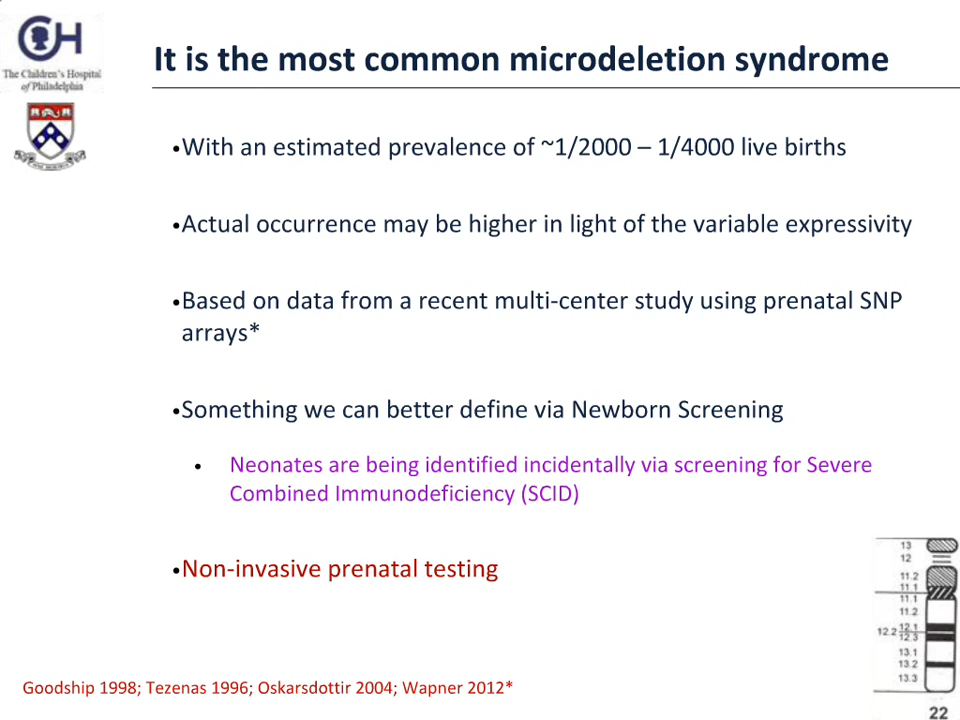 The Children's Hospital
of Philadelphia
It is the most common microdeletion syndrome
•With an estimated prevalence of ~1/2000 – 1/4000 live births
•Actual occurrence may be higher in light of the variable expressivity
•Based on data from a recent multi-center study using prenatal SNP
arrays*
•Something we can better define via Newborn Screening
• Neonates are being identified incidentally via screening for Severe
Combined Immunodeficiency (SCID)
•Non-invasive prenatal testing
13
12
11.2
11.1
11.1
11.2
12.1
12.2
12.3
13.1
13.2
13.3
22
Goodship 1998; Tezenas 1996; Oskarsdottir 2004; Wapner 2012*